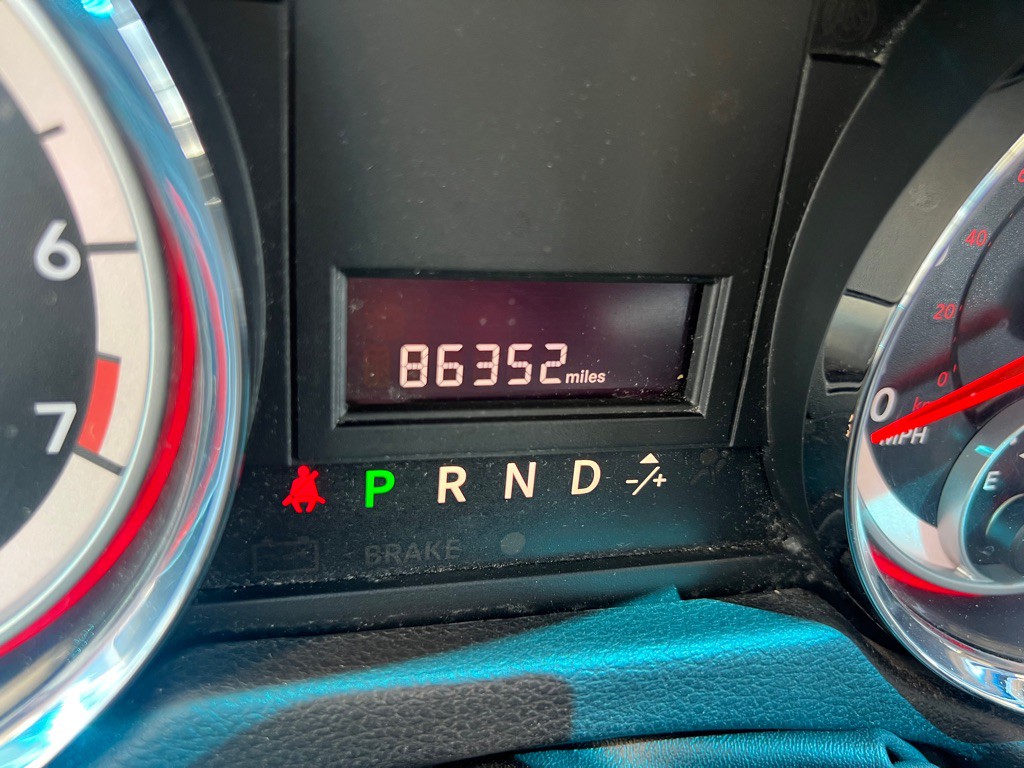 6
7
86352 miles
P R N D -/+
BRAKE
40
20
0
0
MPH
E